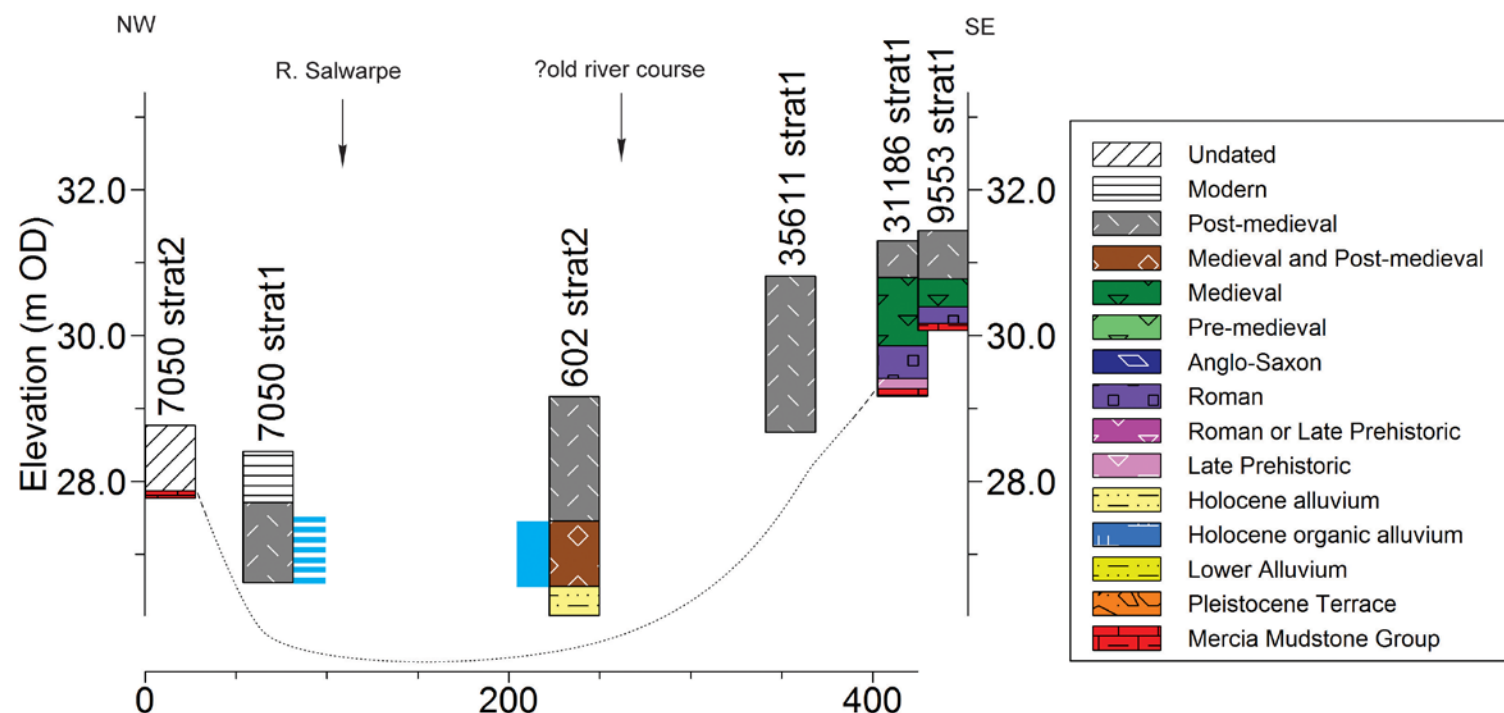 NW
SE
R. Salwarpe
?old river course
7050 strat2
7050 strat1
602 strat2
35611 strat1
31186 strat1
9553 strat1
Elevation (m OD)
32.0
30.0
28.0
32.0
30.0
28.0
0
200
400
Undated
Modern
Post-medieval
Medieval and Post-medieval
Medieval
Pre-medieval
Anglo-Saxon
Roman
Roman or Late Prehistoric
Late Prehistoric
Holocene alluvium
Holocene organic alluvium
Lower Alluvium
Pleistocene Terrace
Mercia Mudstone Group